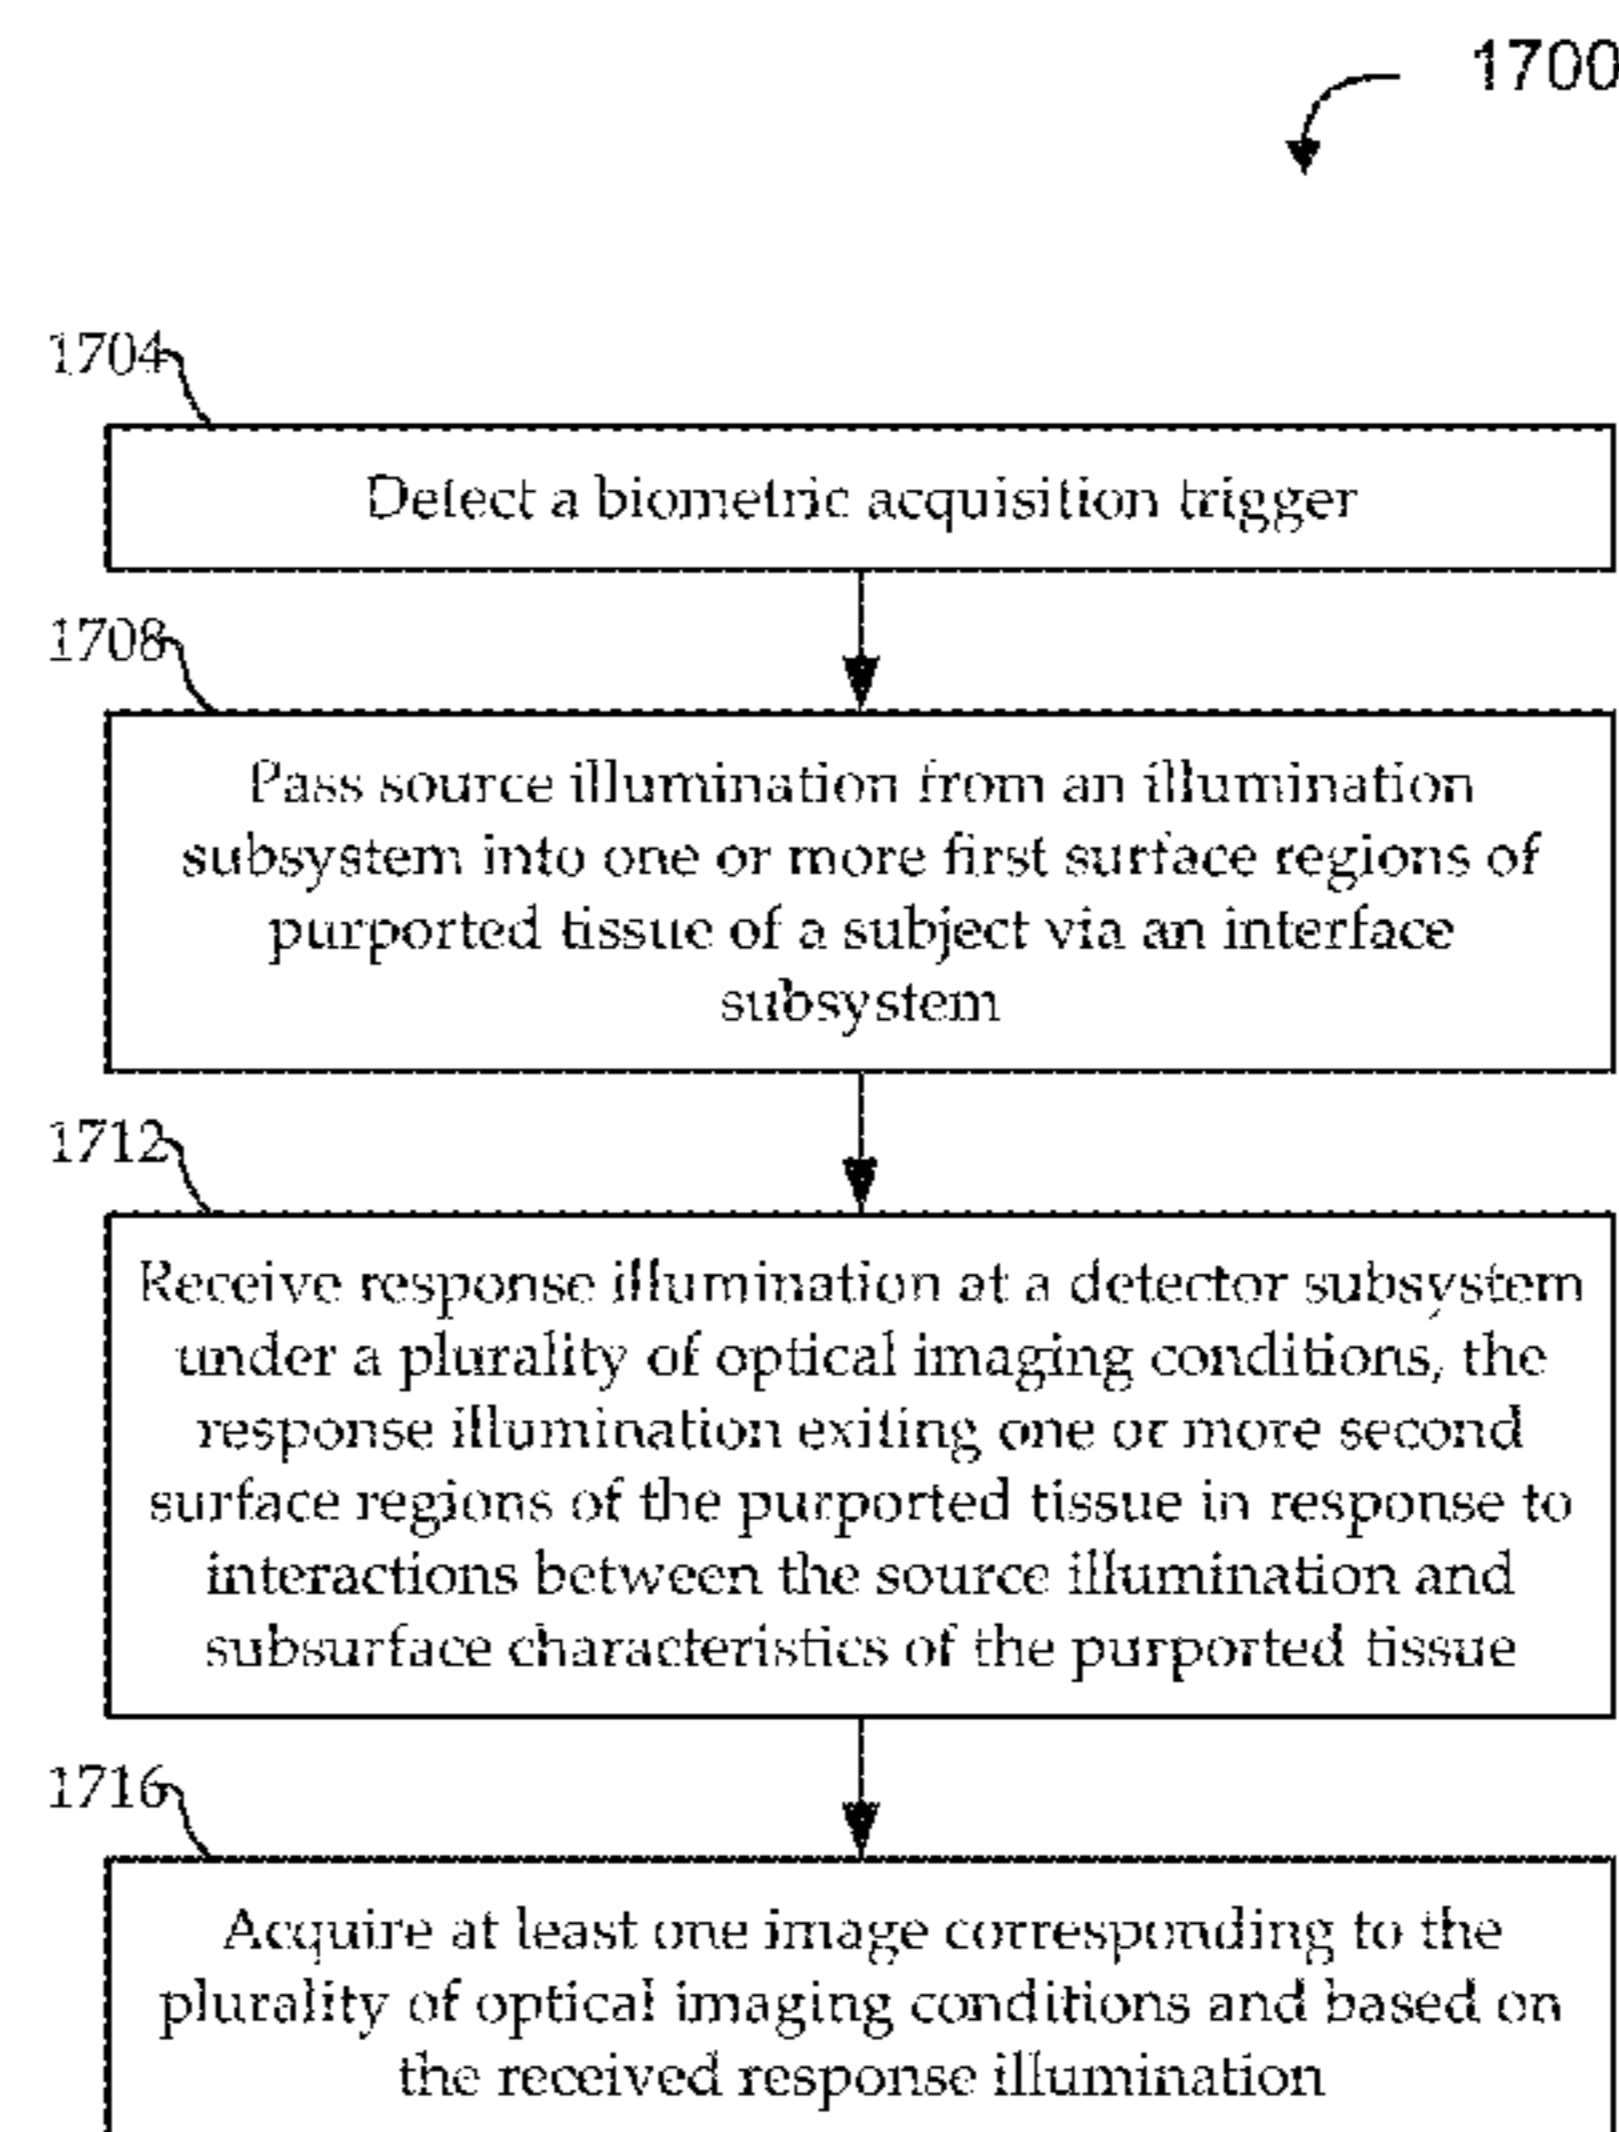 1700
1704
Detect a biometric acquisition trigger
1708
Pass source illumination from an illumination
subsystem into one or more first surface regions of
purported tissue of a subject via an interface
subsystem
1712
Receive response illumination at a detector subsystem
under a plurality of optical imaging conditions, the
response illumination exiting one or more second
surface regions of the purported tissue in response to
interactions between the source illumination and
subsurface characteristics of the purported tissue
1716
Acquire at least one image corresponding to the
plurality of optical imaging conditions and based on
the received response illumination